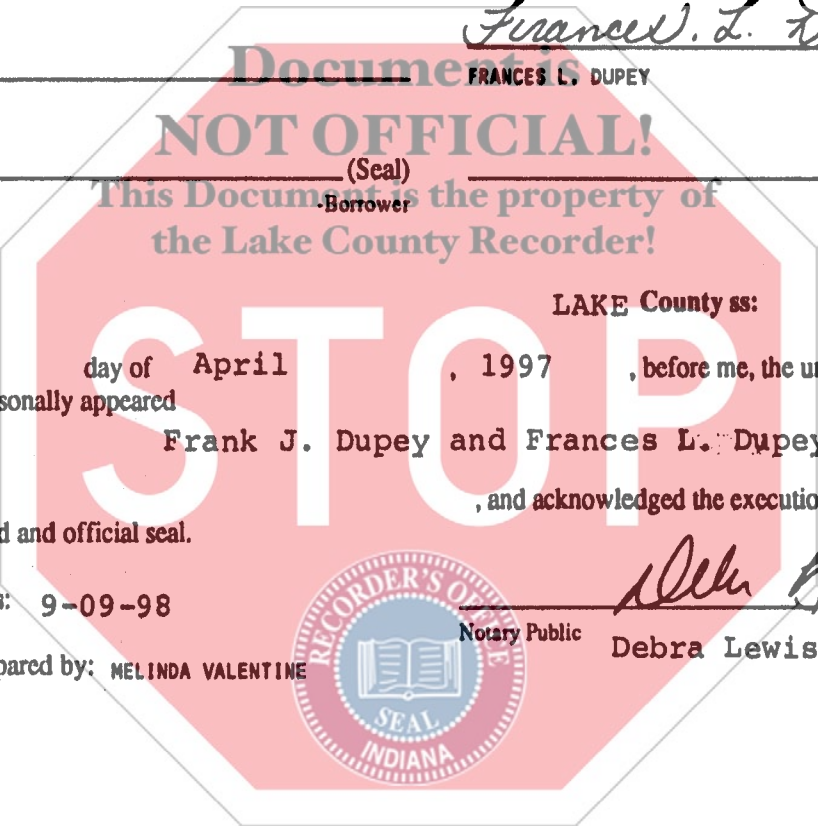 Frances L.
Document is
FRANCES L. DUPEY
NOT OFFICIAL!
(Seal)
This Document is the property of
-Borrower
the Lake County Recorder!
LAKE County ss:
STOP
day of April , 1997 , before me, the
sonally appeared
Frank J. Dupey and Frances L. Dupey
, and acknowledged the executio
d and official seal.
s: 9-09-98
Notary Public Debra Lewis
pared by: MELINDA VALENTINE
RECORDER'S OFFICE
SEAL
INDIANA